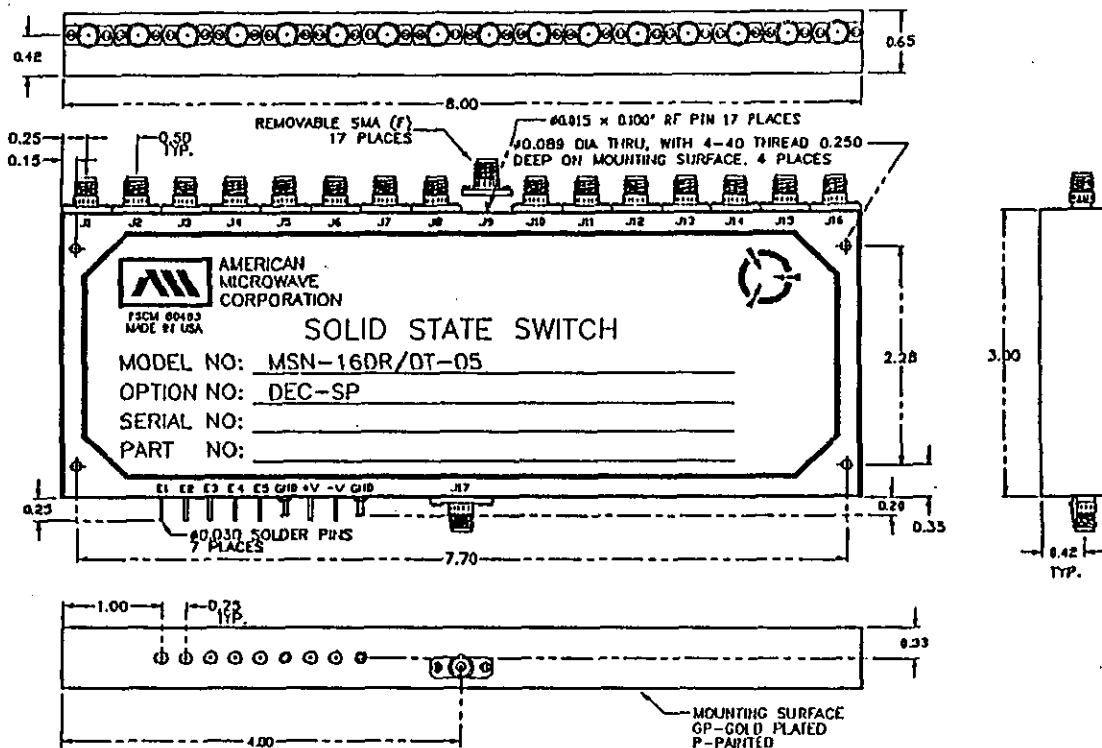 0.42
0.65
8.00
0.25
0.15
0.50
TYP.
REMOVABLE SMA (F)
17 PLACES
ø0.015 x 0.100" RF PIN 17 PLACES
ø0.089 DIA THRU, WITH 4-40 THREAD 0.250
DEEP ON MOUNTING SURFACE. 4 PLACES
J1 J2 J3 J4 J5 J6 J7 J8 J9 J10 J11 J12 J13 J14 J15 J16
AMERICAN
MICROWAVE
CORPORATION
FSCM 60483
MADE IN USA
SOLID STATE SWITCH
MODEL NO: MSN-16DR/DT-05
OPTION NO: DEC-SP
SERIAL NO:
PART NO:
2.28
3.00
E1 E2 E3 E4 E5 GND +V -V GND
J17
0.25
ø0.030 SOLDER PINS
7 PLACES
0.20
0.35
7.70
0.42
TYP.
1.00
0.25
TYP.
0.33
4.00
MOUNTING SURFACE
GP-GOLD PLATED
P-PAINTED